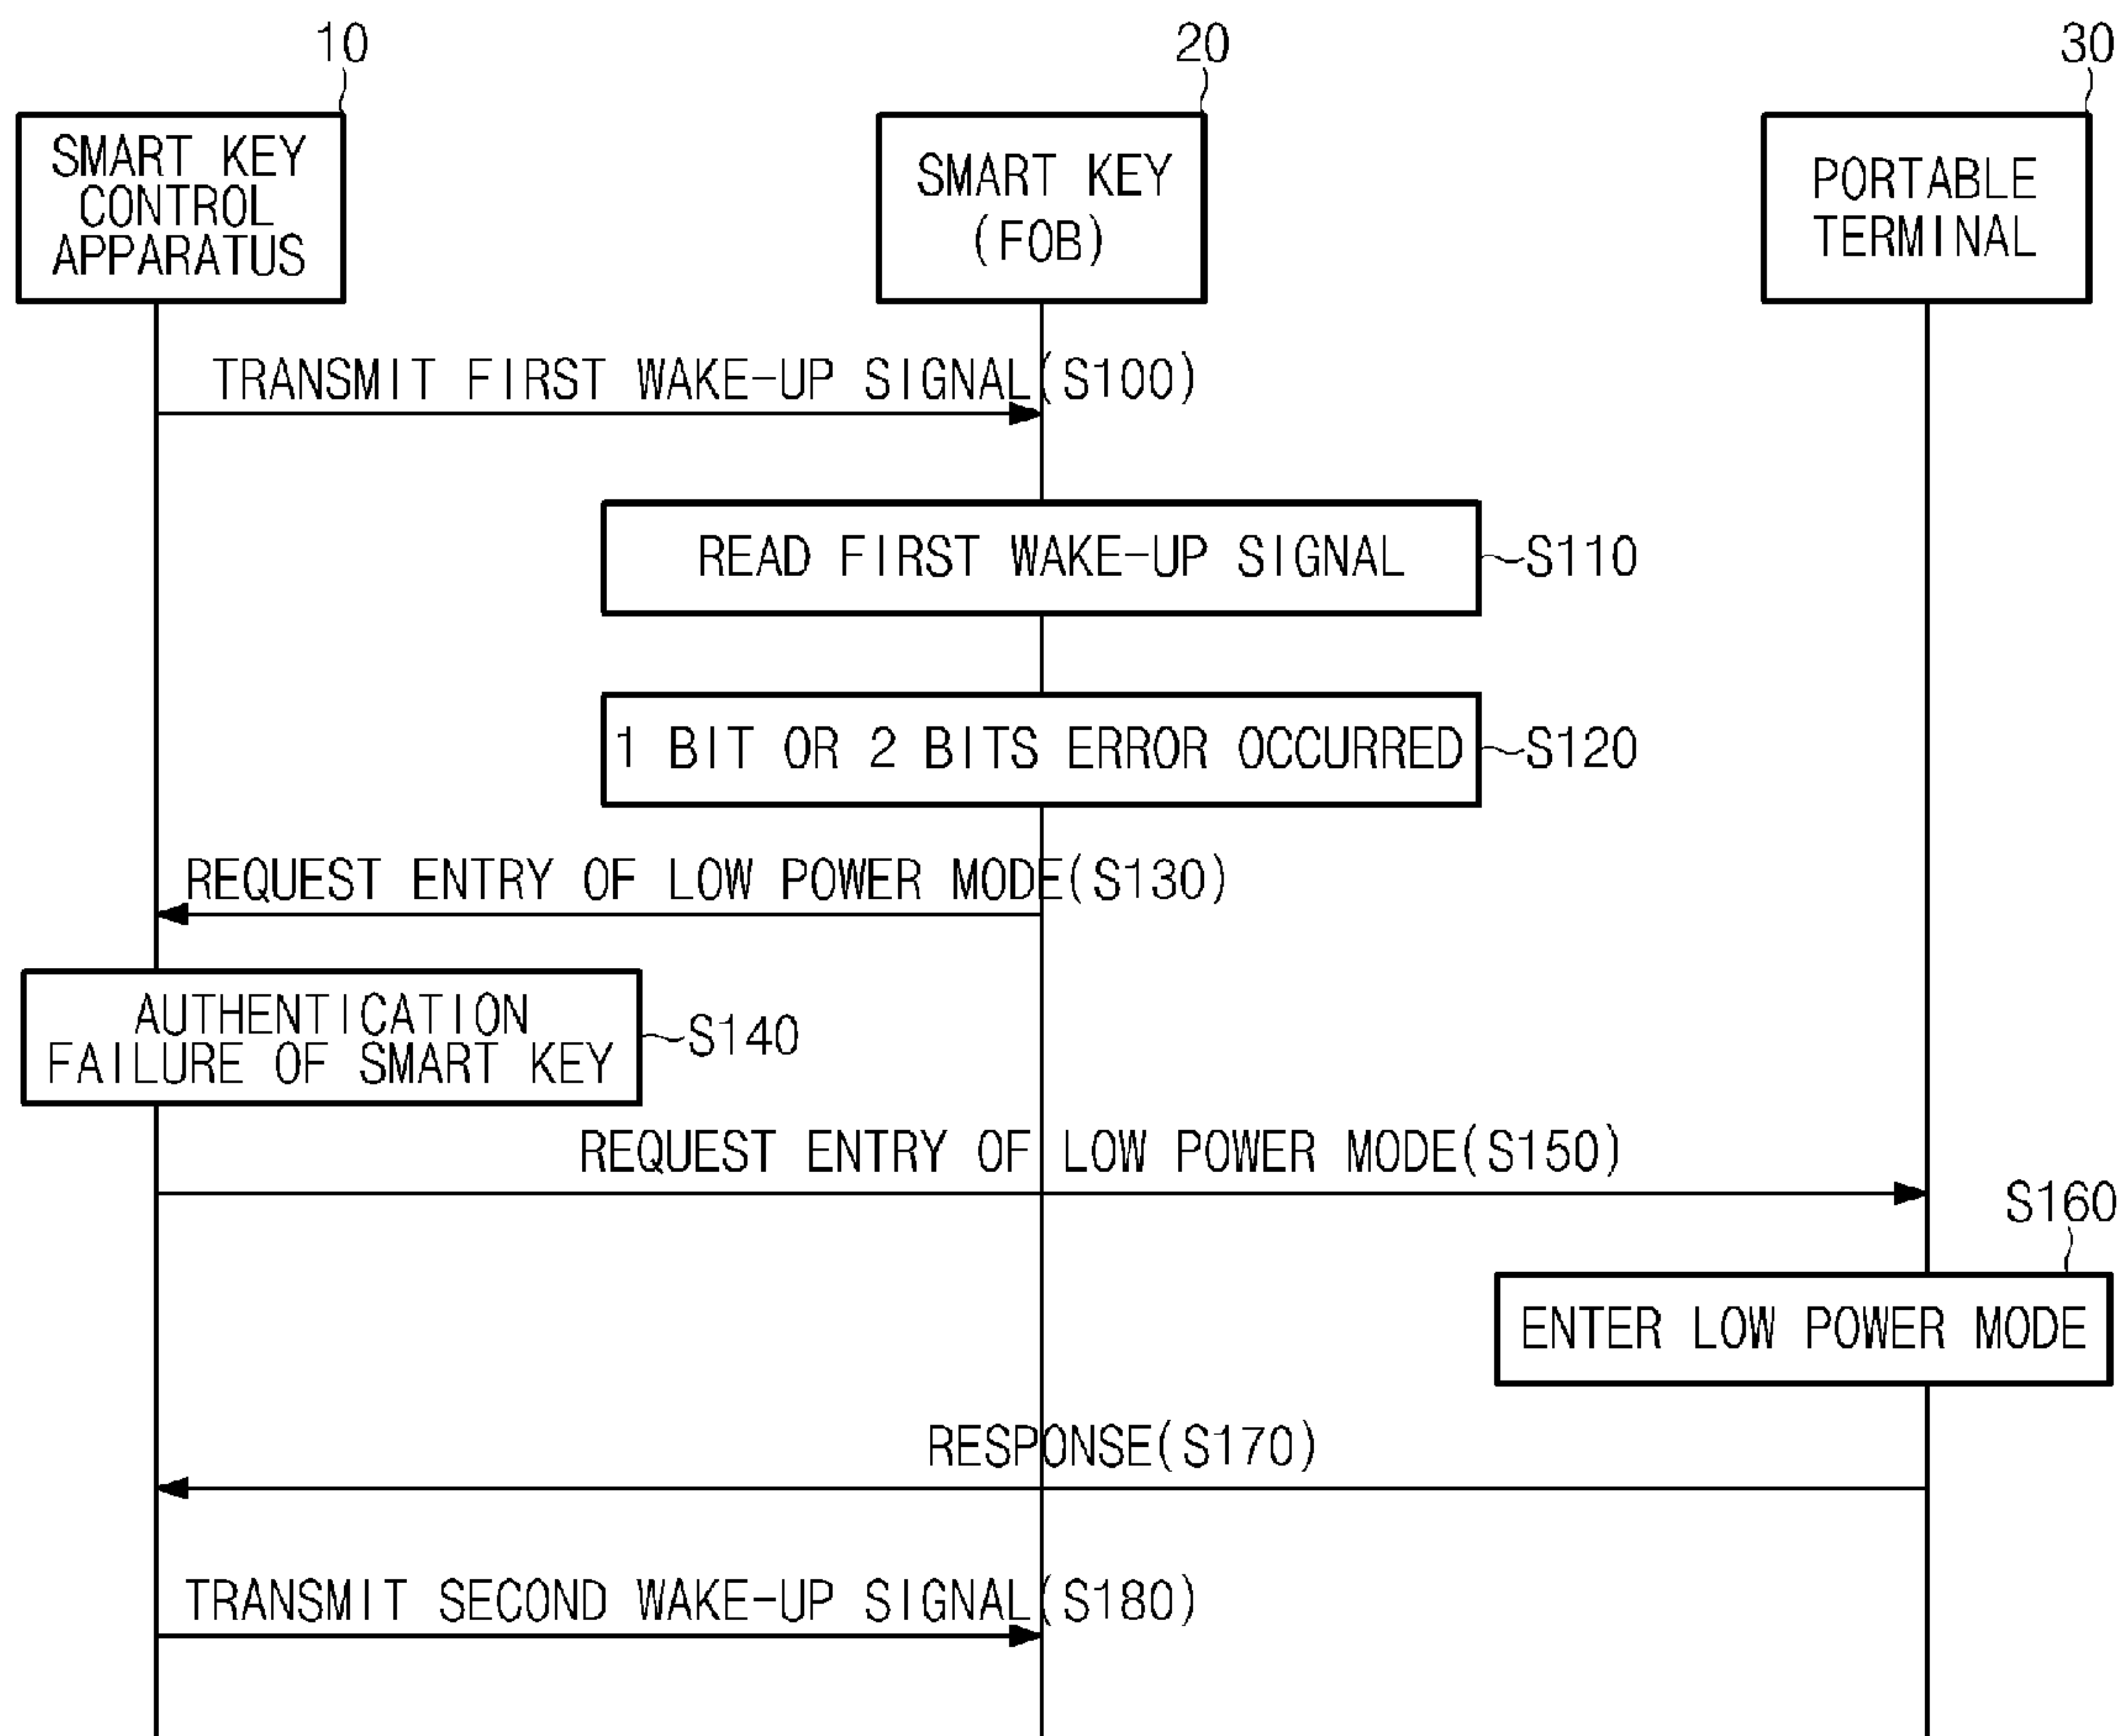 10
20
30
SMART KEY
CONTROL
APPARATUS
SMART KEY
(FOB)
PORTABLE
TERMINAL
TRANSMIT FIRST WAKE-UP SIGNAL(S100)
READ FIRST WAKE-UP SIGNAL
S110
1 BIT OR 2 BITS ERROR OCCURRED
S120
REQUEST ENTRY OF LOW POWER MODE(S130)
AUTHENTICATION
FAILURE OF SMART KEY
S140
REQUEST ENTRY OF LOW POWER MODE(S150)
S160
ENTER LOW POWER MODE
RESPONSE(S170)
TRANSMIT SECOND WAKE-UP SIGNAL(S180)